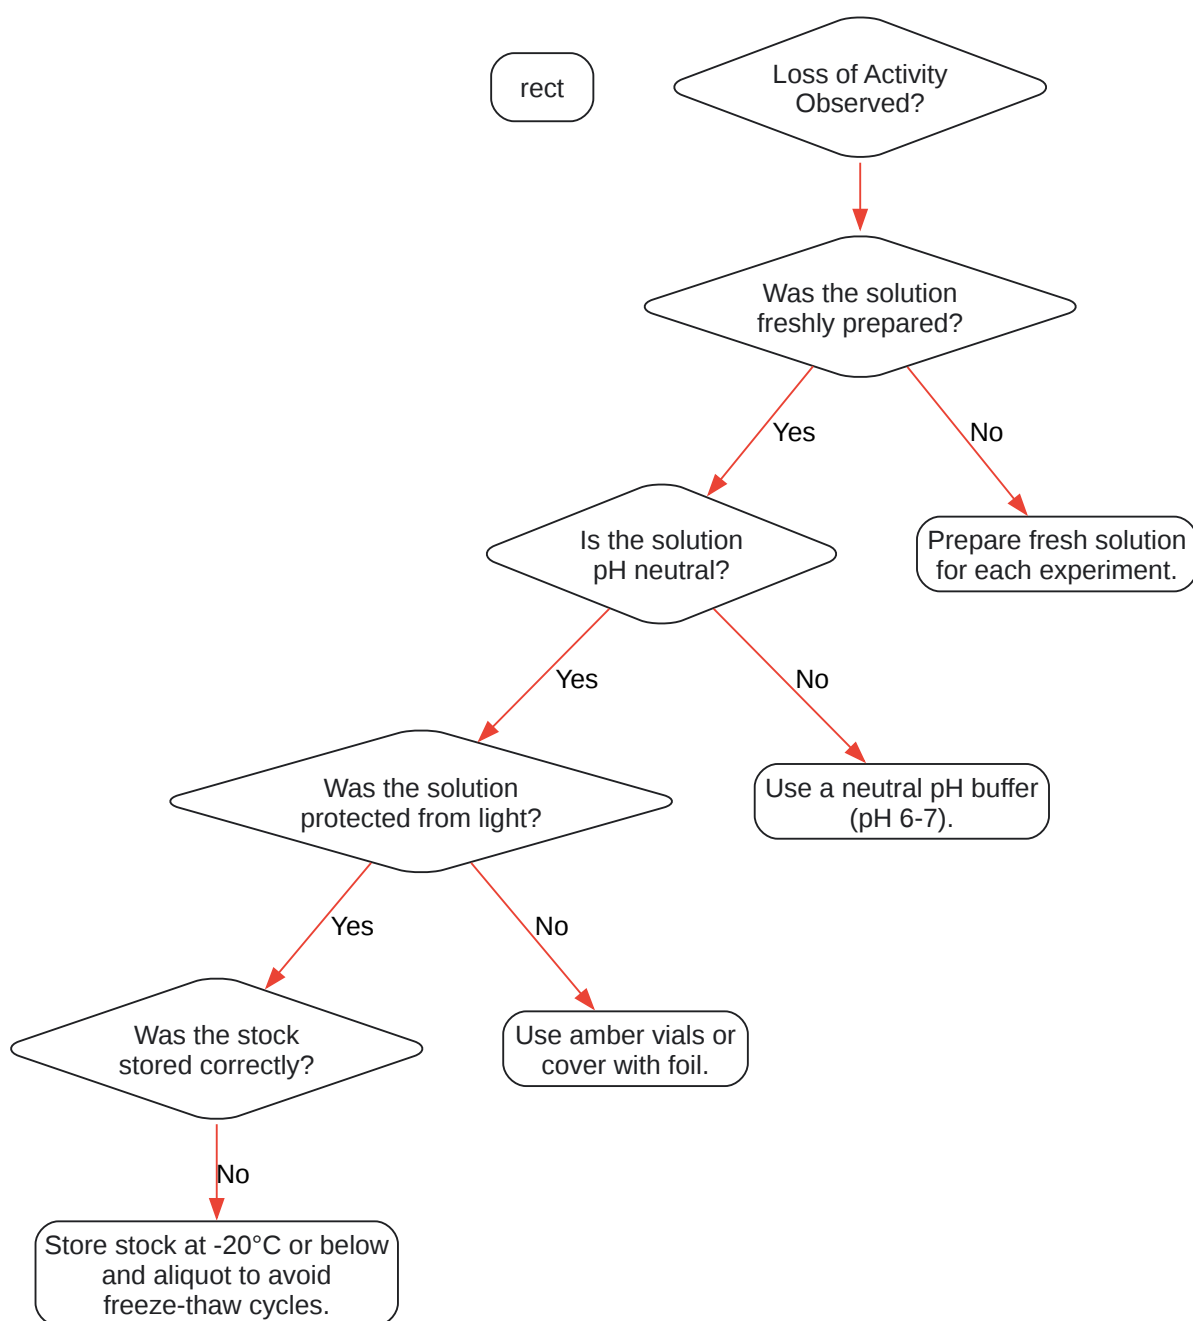 rect
Loss of Activity
Observed?
Was the solution
freshly prepared?
Yes
No
Is the solution
pH neutral?
Prepare fresh solution
for each experiment.
Yes
No
Was the solution
protected from light?
Use a neutral pH buffer
(pH 6-7).
Yes
No
Was the stock
stored correctly?
Use amber vials or
cover with foil.
No
Store stock at -20°C or below
and aliquot to avoid
freeze-thaw cycles.